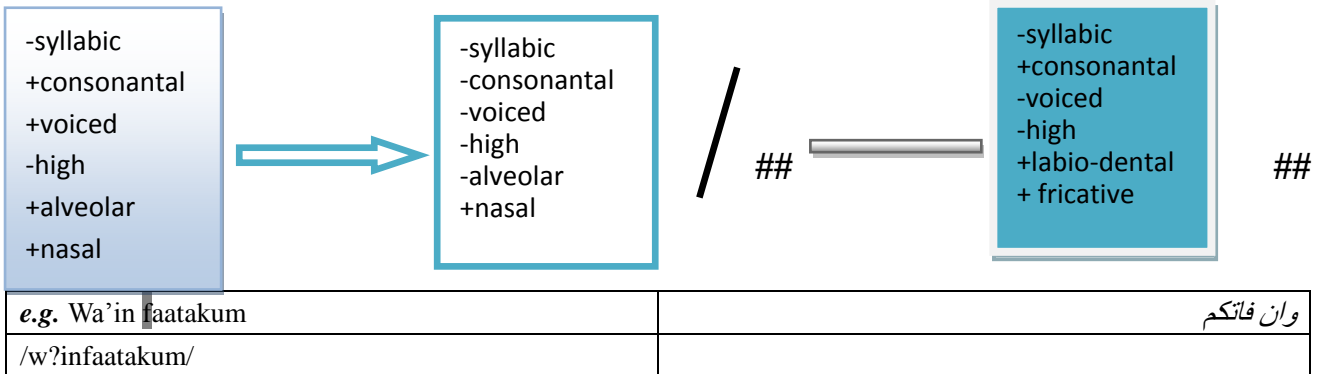 -syllabic
+consonantal
+voiced
-high
+alveolar
+nasal
-syllabic
-consonantal
-voiced
-high
-alveolar
+nasal
/
##
-syllabic
+consonantal
-voiced
-high
+labio-dental
+ fricative
##
e.g. Wa’in faatakum
وان فاتكم
/w?infaatakum/